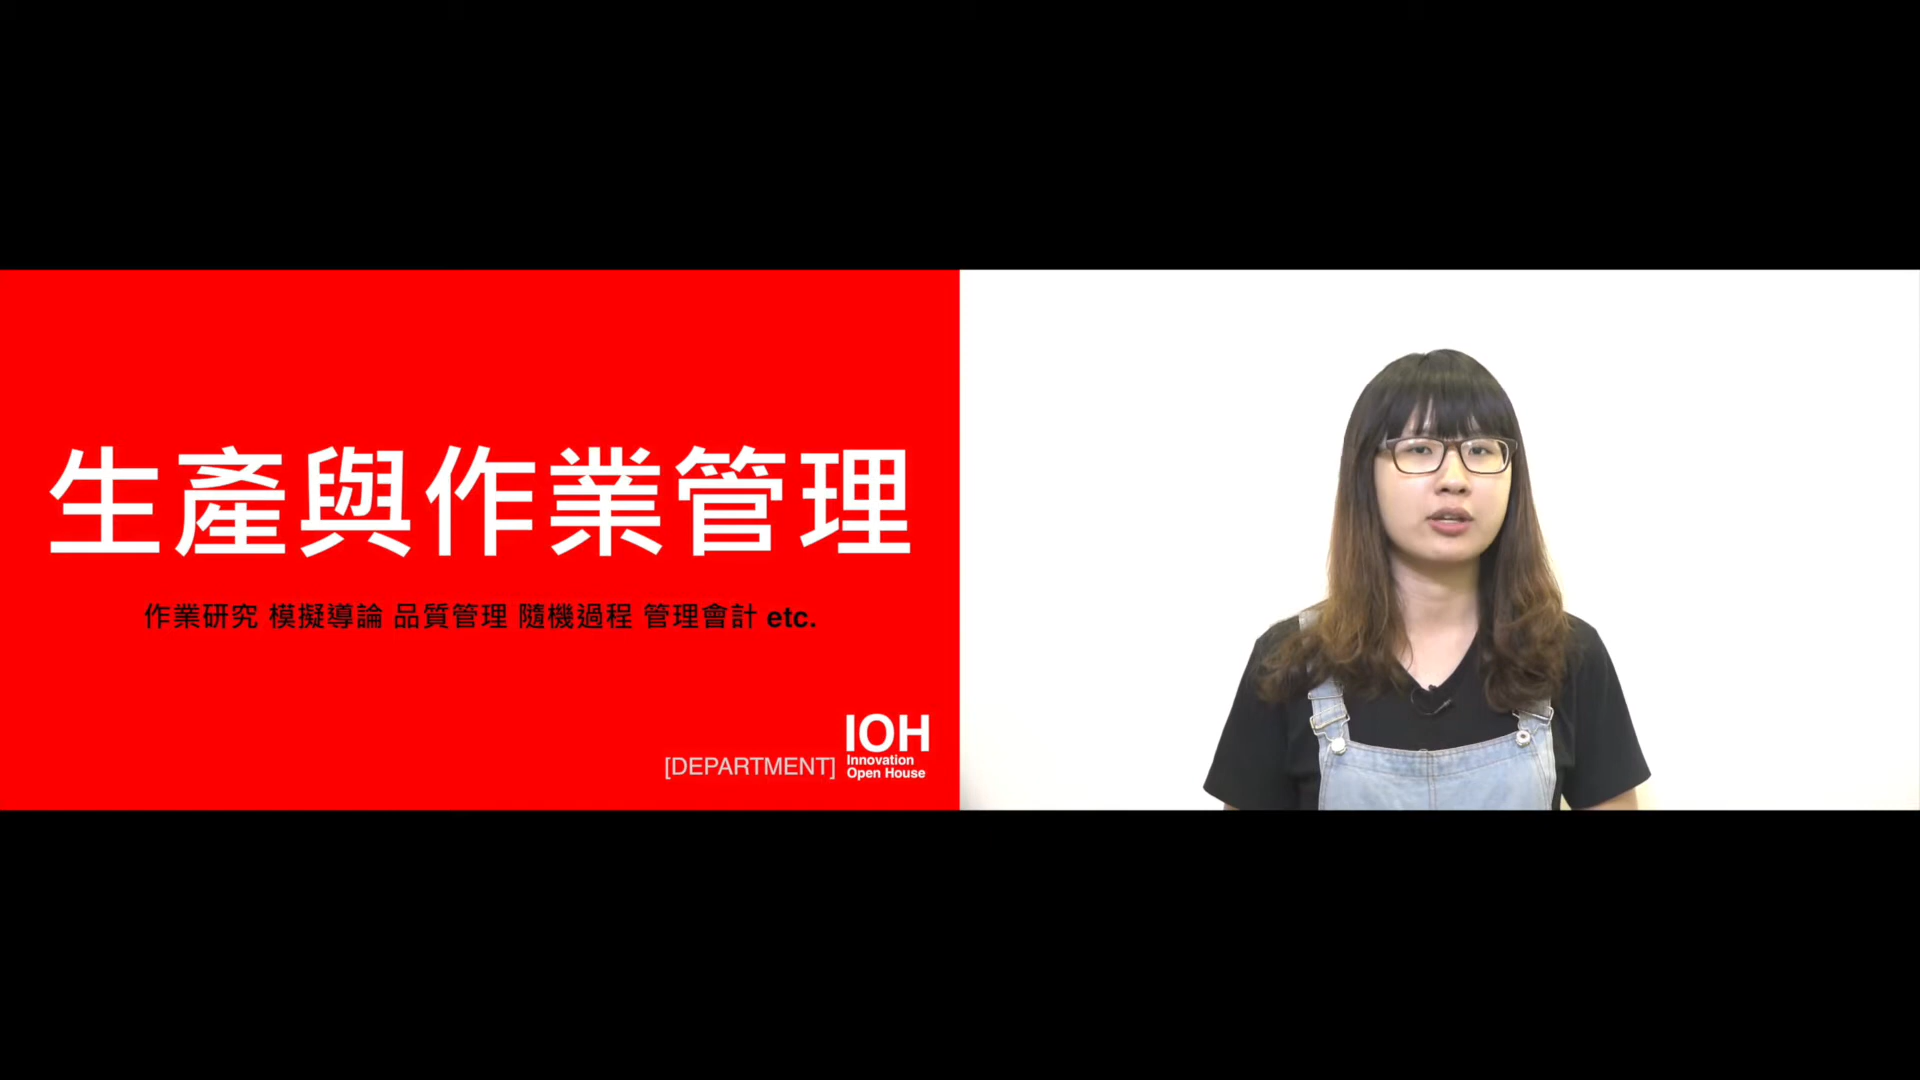 生產與作業管理
作業研究 模擬導論 品質管理 隨機過程 管理會計 etc.
[DEPARTMENT]
IOH
Innovation
Open House